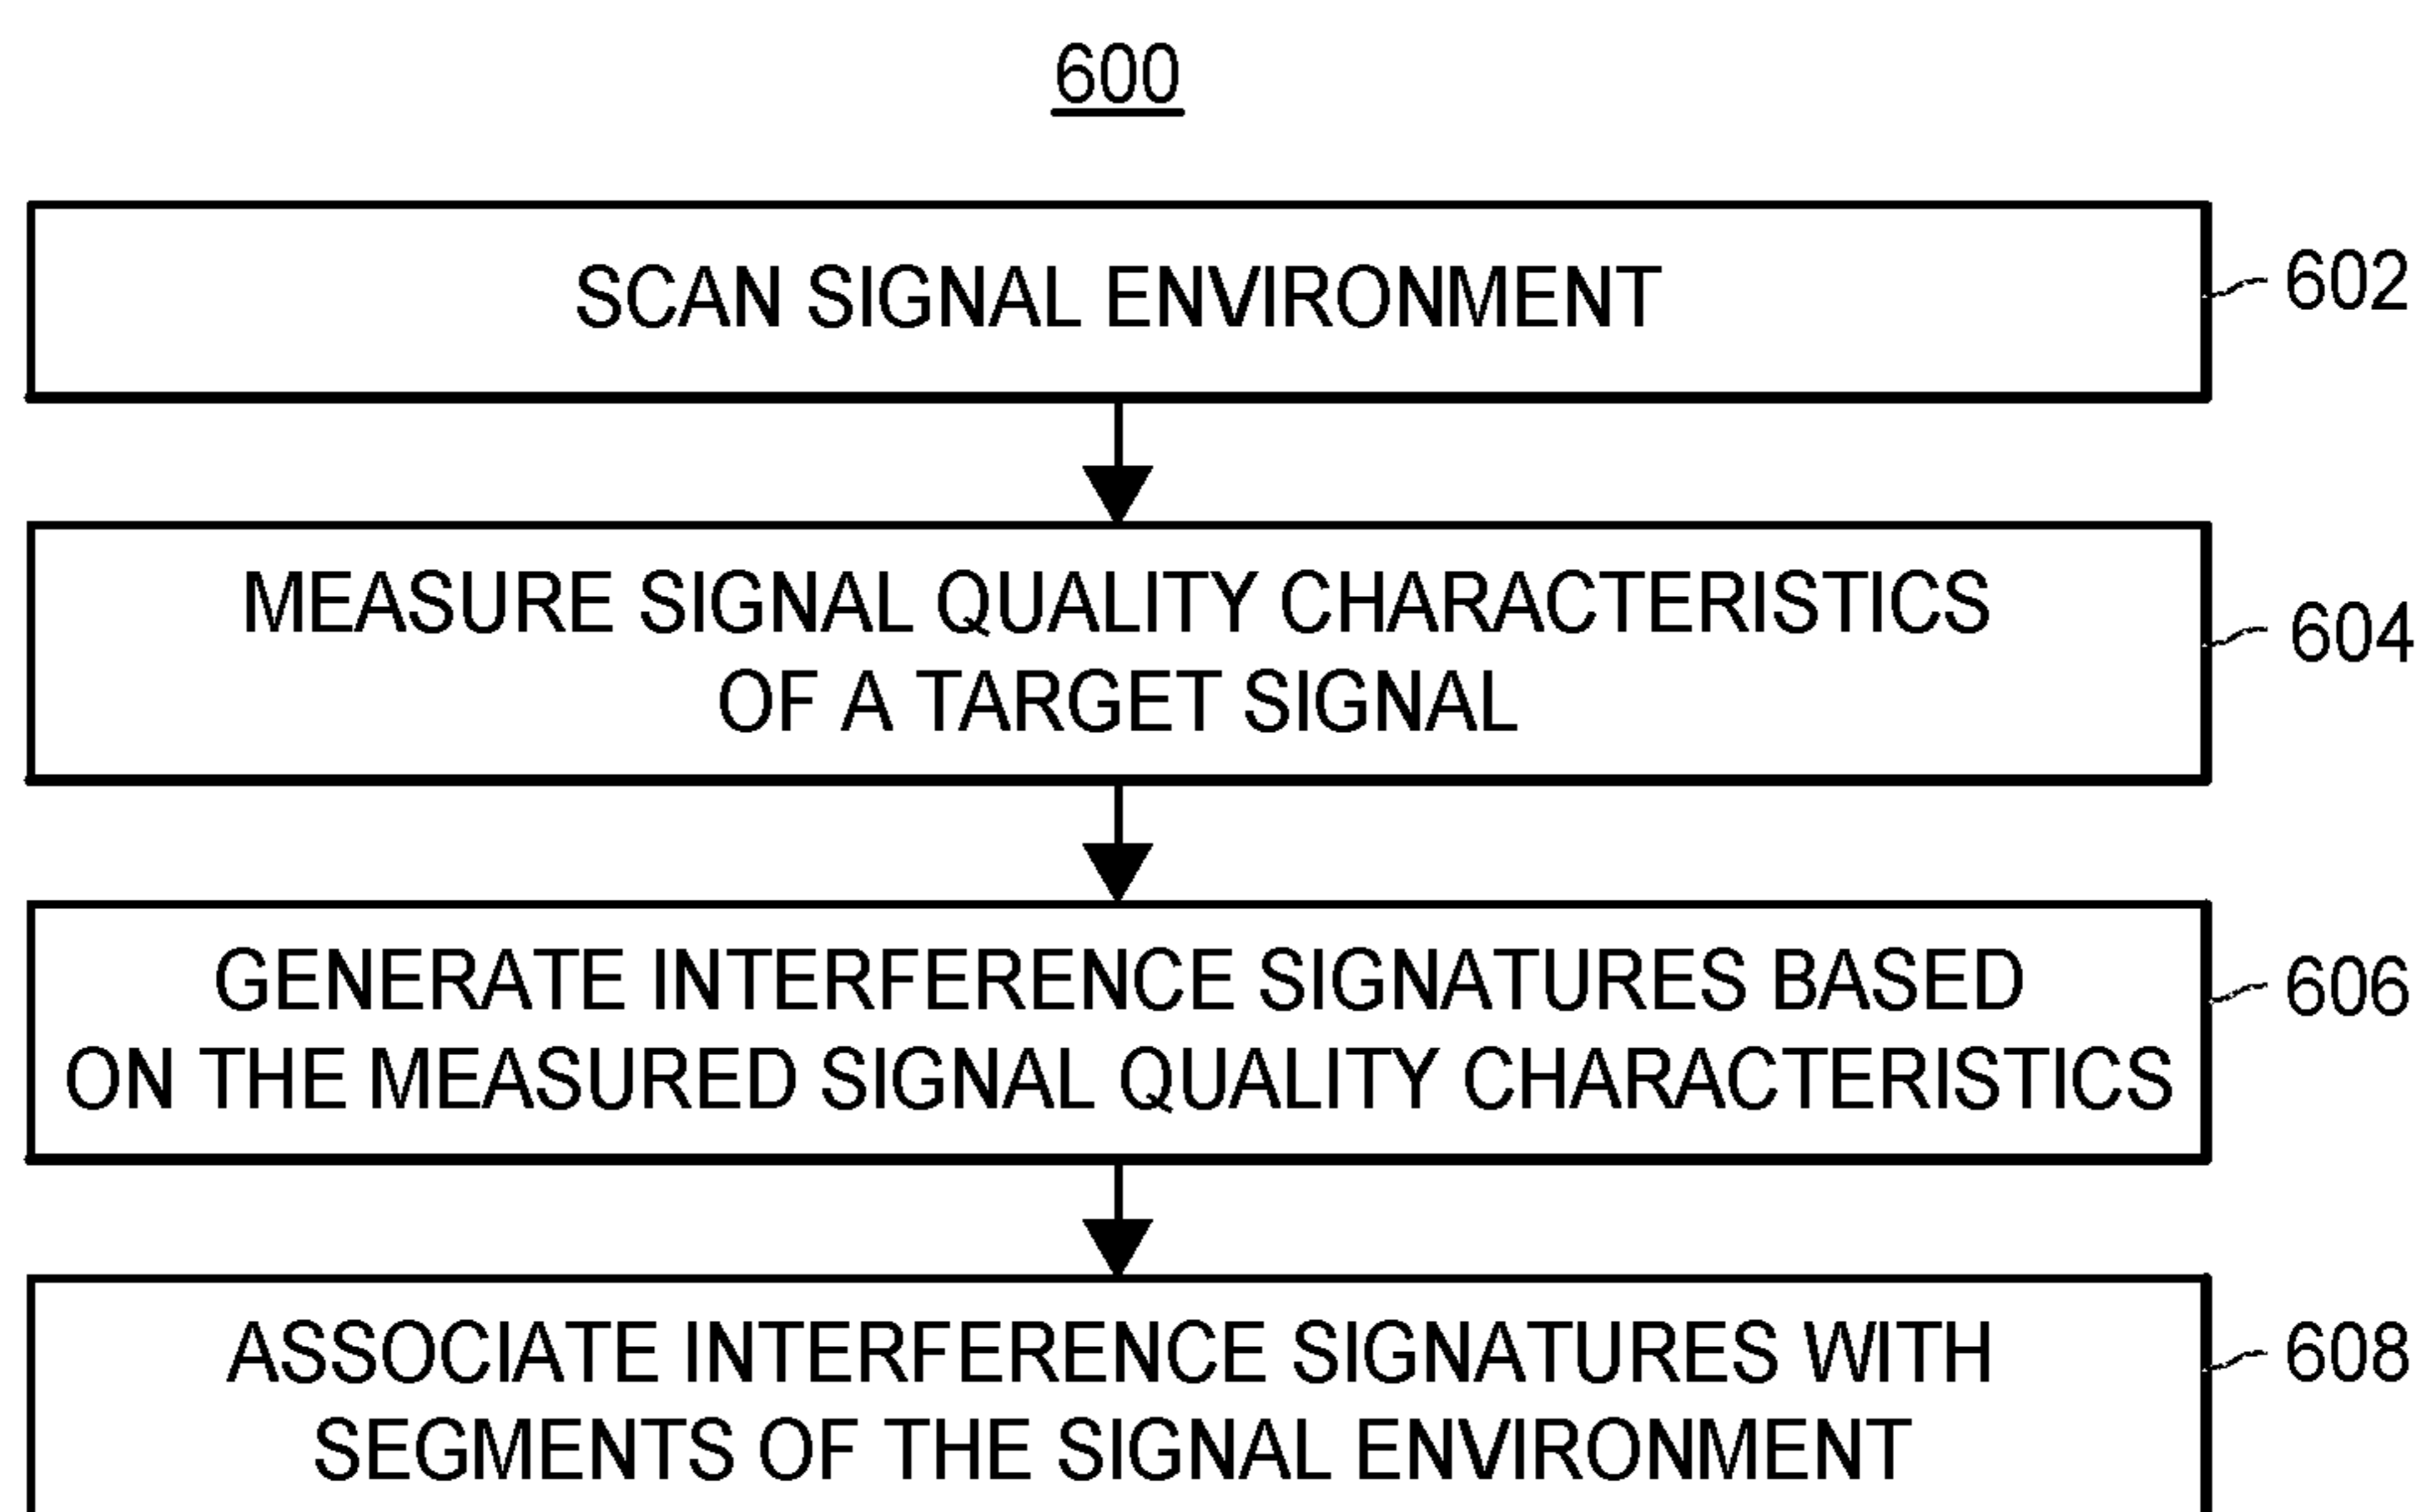 600
SCAN SIGNAL ENVIRONMENT
602
MEASURE SIGNAL QUALITY CHARACTERISTICS
OF A TARGET SIGNAL
604
GENERATE INTERFERENCE SIGNATURES BASED
ON THE MEASURED SIGNAL QUALITY CHARACTERISTICS
606
ASSOCIATE INTERFERENCE SIGNATURES WITH
SEGMENTS OF THE SIGNAL ENVIRONMENT
608